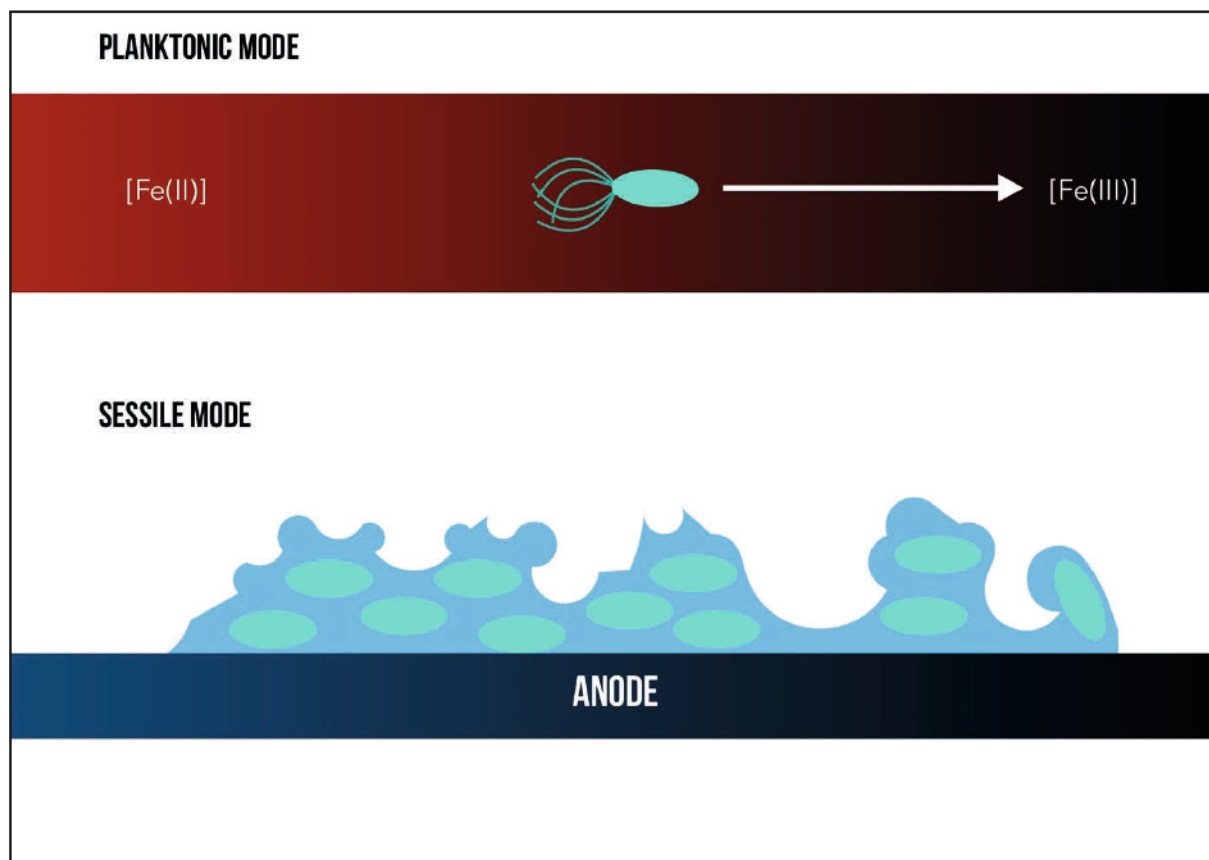 PLANKTONIC MODE
[Fe(II)]
[Fe(III)]
SESSILE MODE
ANODE